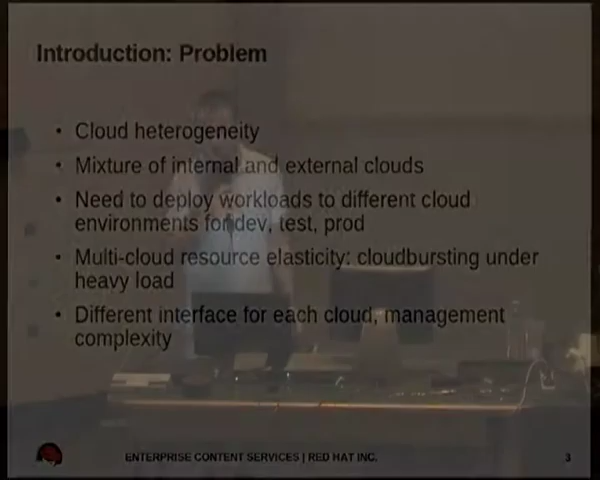 Introduction: Problem
• Cloud heterogeneity
• Mixture of internal and external clouds
• Need to deploy workloads to different cloud
environments for dev, test, prod
• Multi-cloud resource elasticity: cloudbursting under
heavy load
• Different interface for each cloud, management
complexity
ENTERPRISE CONTENT SERVICES | RED HAT INC.
3